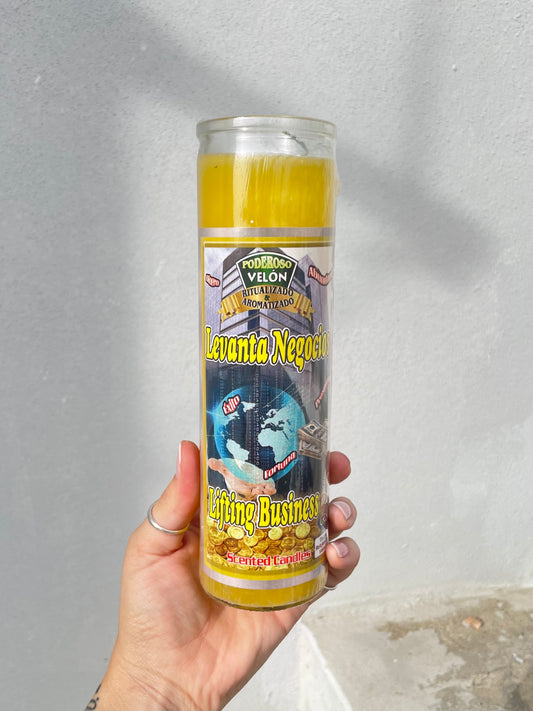 PODEROSO
VELÓN
RITUALIZADO
&
AROMATIZADO
Levanta Negocio
Éxito
Fortuna
Lifting Business
Scented Candles